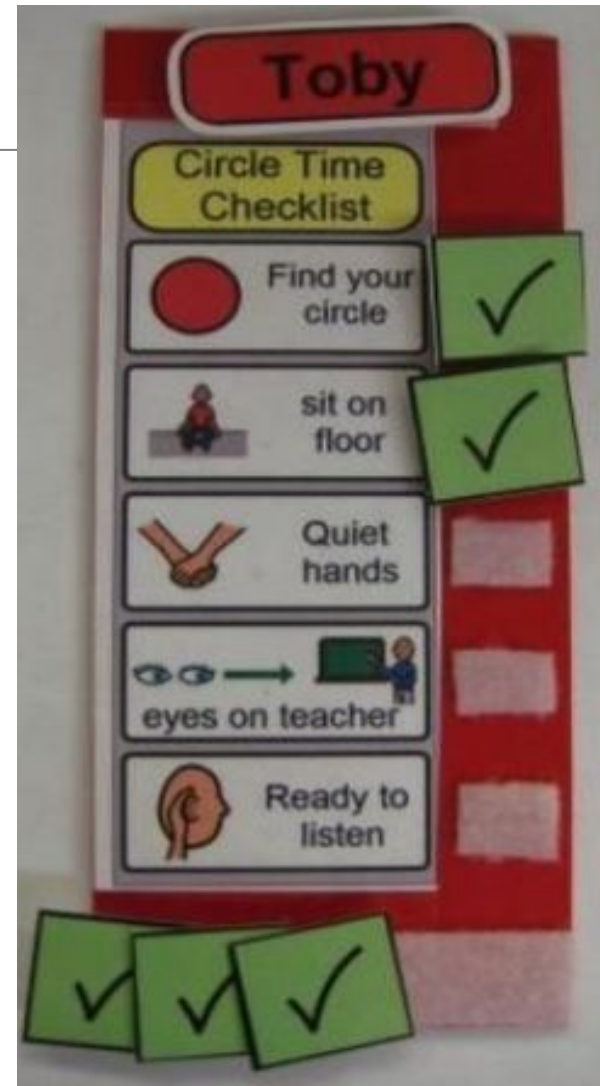 Toby
Circle Time
Checklist
Find your
circle
sit on
floor
Quiet
hands
eyes on teacher
Ready to
listen